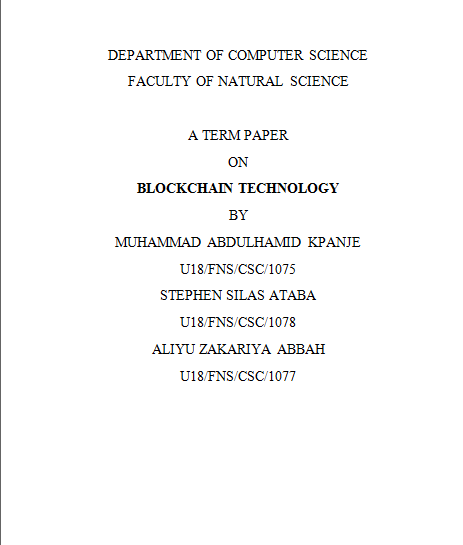 DEPARTMENT OF COMPUTER SCIENCE
FACULTY OF NATURAL SCIENCE
A TERM PAPER
ON
BLOCKCHAIN TECHNOLOGY
BY
MUHAMMAD ABDULHAMID KPANJE
U18/FNS/CSC/1075
STEPHEN SILAS ATABA
U18/FNS/CSC/1078
ALIYU ZAKARIYA ABBAH
U18/FNS/CSC/1077